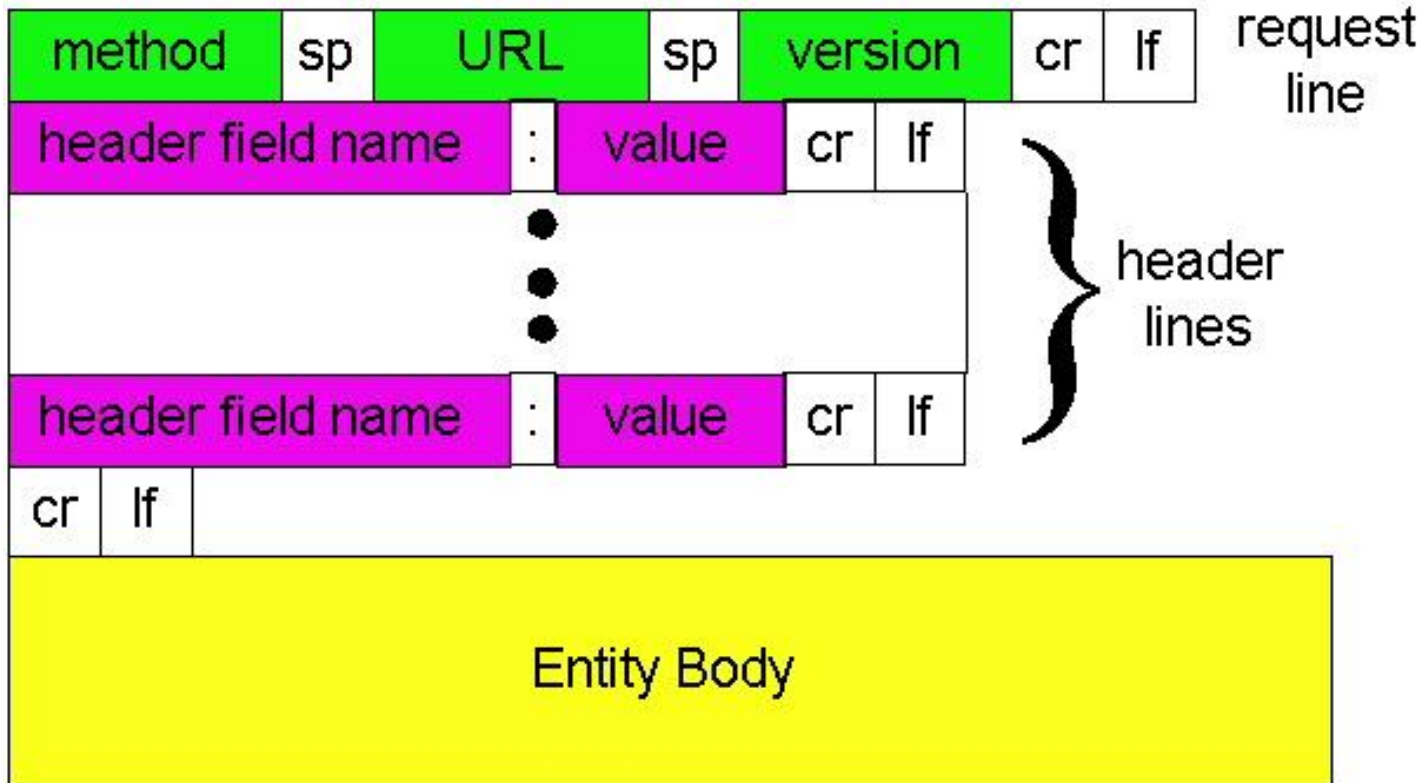 method sp URL sp version cr lf
request
line
header field name : value cr lf
header
lines
header field name : value cr lf
cr lf
Entity Body